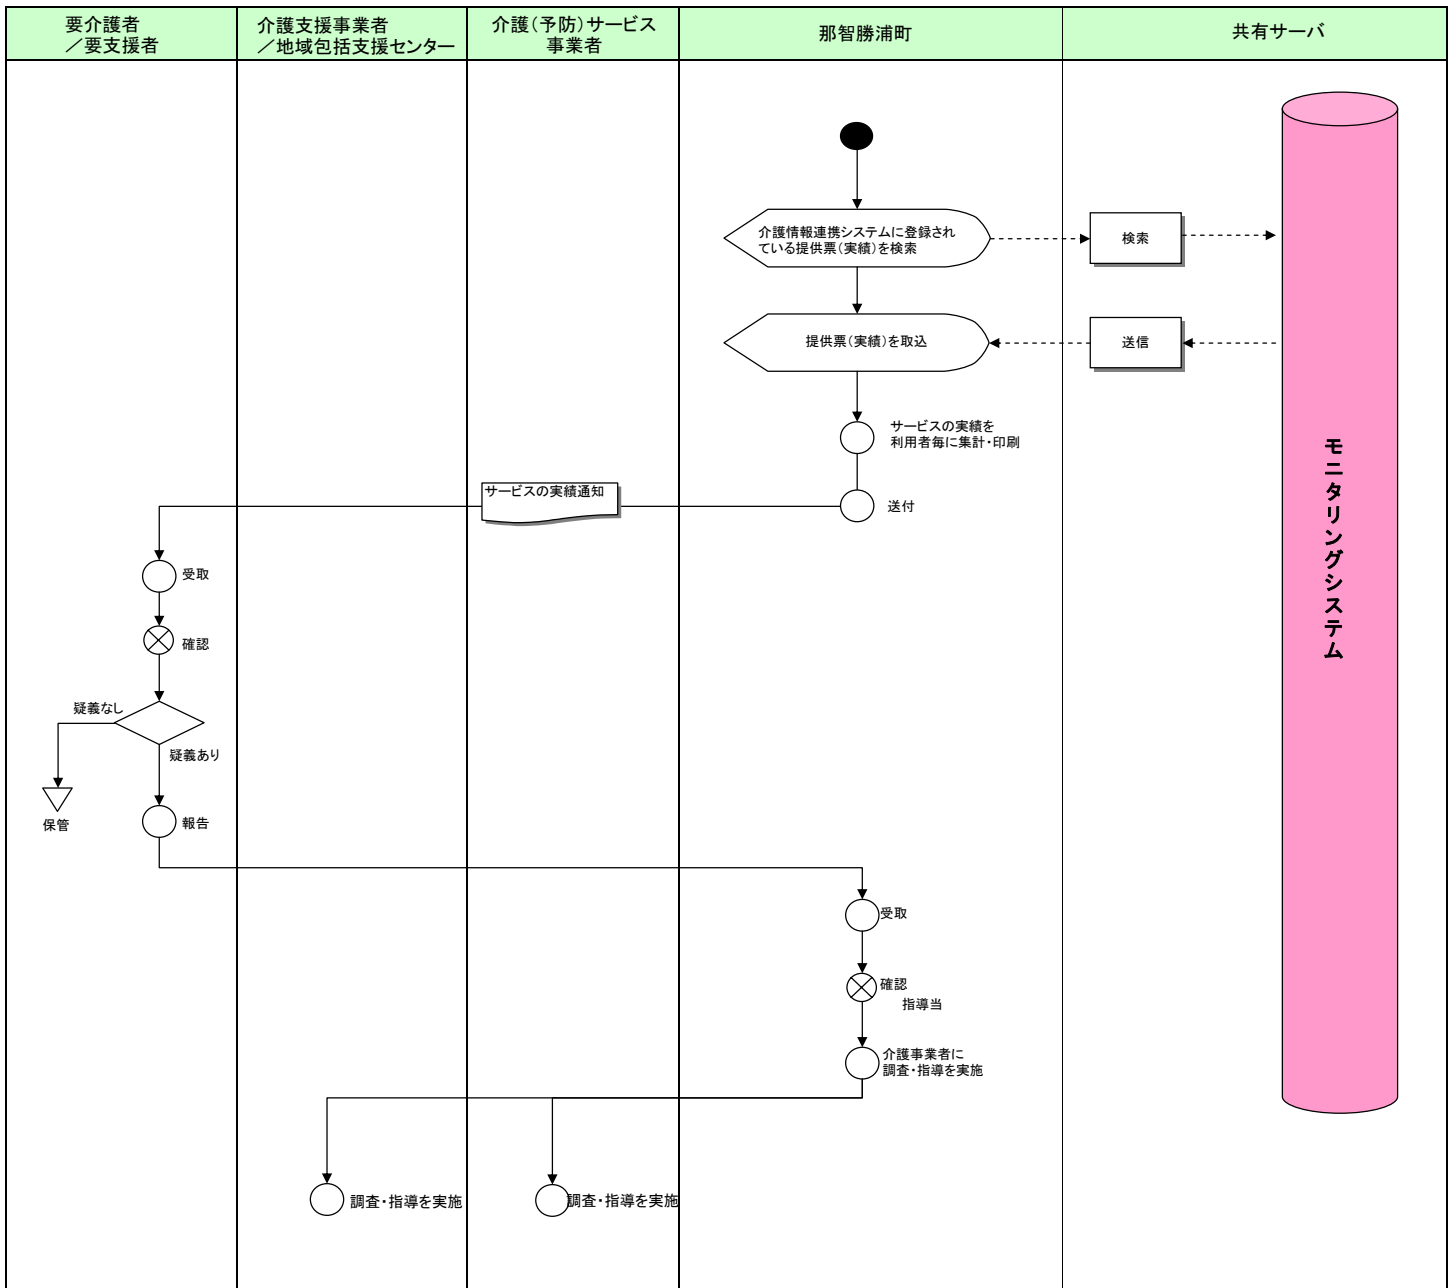 要介護者
／要支援者
介護支援事業者
／地域包括支援センター
介護(予防)サービス
事業者
那智勝浦町
共有サーバ
介護情報連携システムに登録され
ている提供票(実績)を検索
検索
提供票(実績)を取込
送信
サービスの実績を
利用者毎に集計・印刷
サービスの実績通知
送付
モニタリングシステム
受取
確認
疑義なし
疑義あり
保管
報告
受取
確認
指導当
介護事業者に
調査・指導を実施
調査・指導を実施
調査・指導を実施